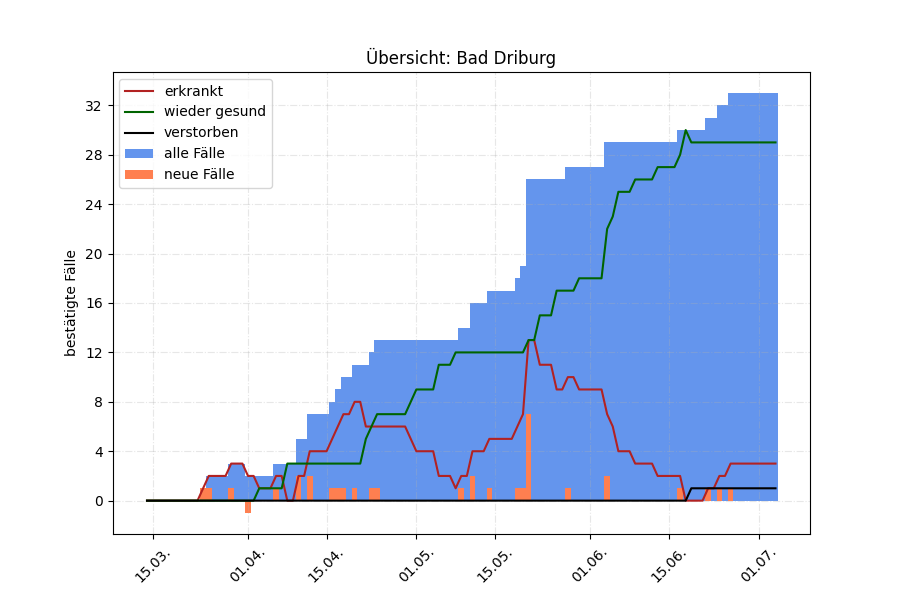 Übersicht: Bad Driburg
erkrankt
wieder gesund
verstorben
alle Fälle
neue Fälle
bestätigte Fälle
32
28
24
20
16
12
8
4
0
15.03.
01.04.
15.04.
01.05.
15.05.
01.06.
15.06.
01.07.